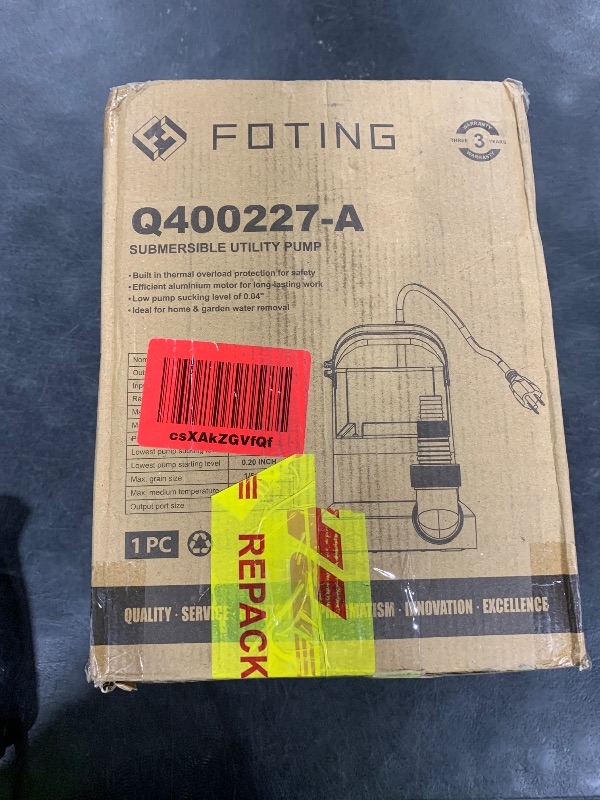 FOTING
WARRANTY
THREE 3 YEARS
WARRANTY
Q400227-A
SUBMERSIBLE UTILITY PUMP
• Built in thermal overload protection for safety
• Efficient aluminium motor for long-lasting work
• Low pump sucking level of 0.04"
• Ideal for home & garden water removal
csXAkZGVfQf
Lowest pump sucking
Lowest pump starting level 0.20 INCH
Max. grain size
Max. medium temperature
Output port size
1 PC
REPACK
QUALITY · SERVICE
· INNOVATION · EXCELLENCE